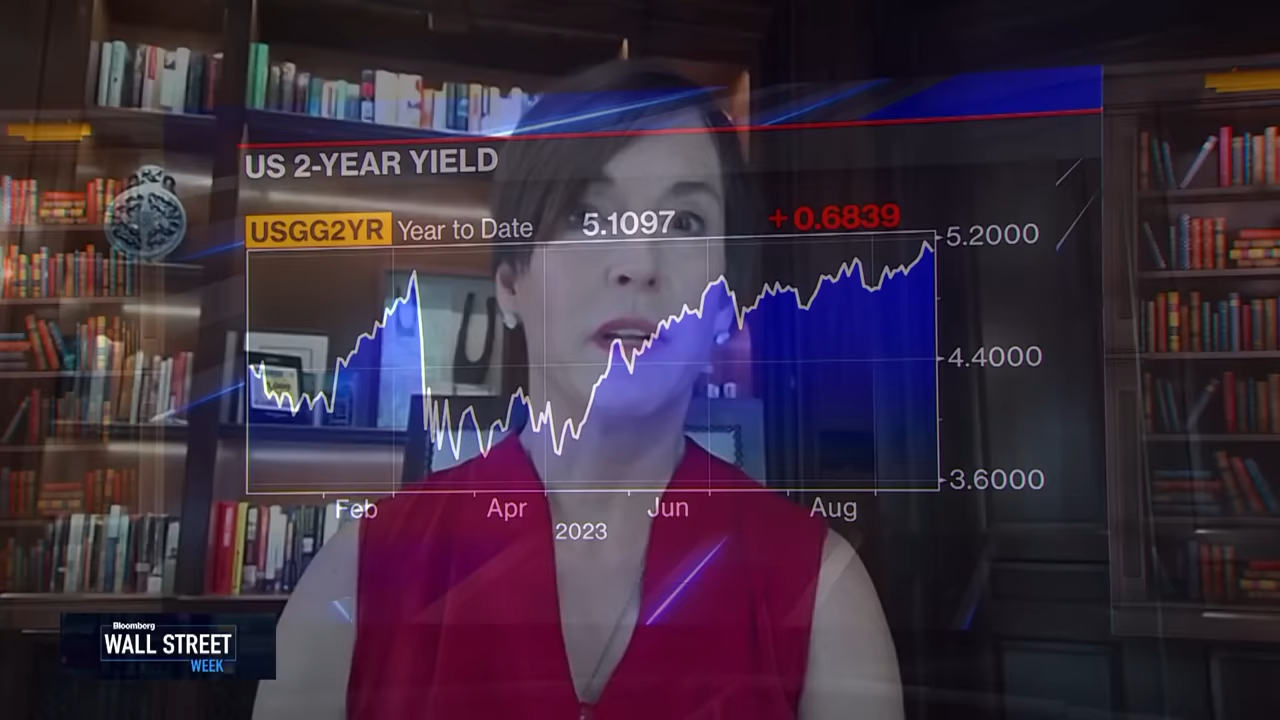 US 2-YEAR YIELD
USGG2YR Year to Date 5.1097 +0.6839
5.2000
4.4000
3.6000
Feb Apr Jun Aug
2023
Bloomberg
WALL STREET
WEEK